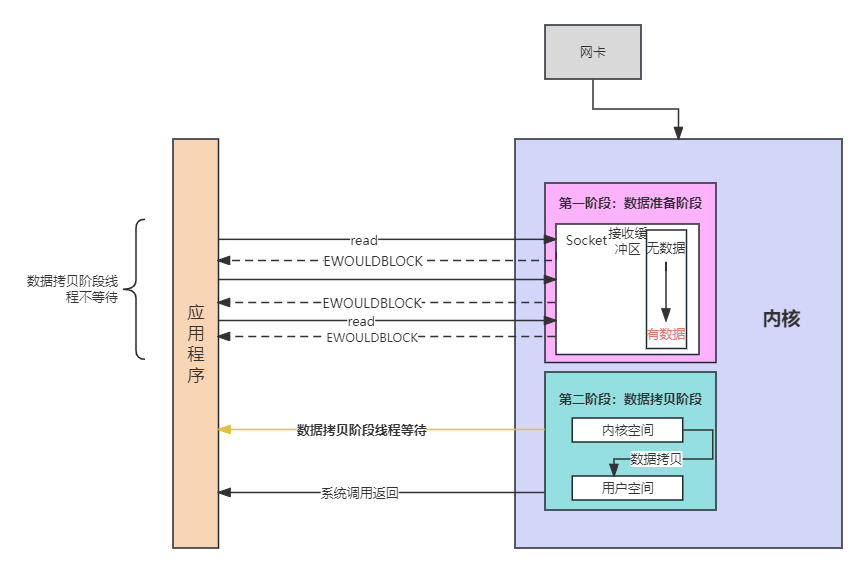 网卡
第一阶段：数据准备阶段
read
Socket
接收缓
冲区
无数据
EWOULDBLOCK
数据拷贝阶段线
程不等待
EWOULDBLOCK
应
用
程
序
内核
read
有数据
EWOULDBLOCK
第二阶段：数据拷贝阶段
数据拷贝阶段线程等待
内核空间
数据拷贝
系统调用返回
用户空间